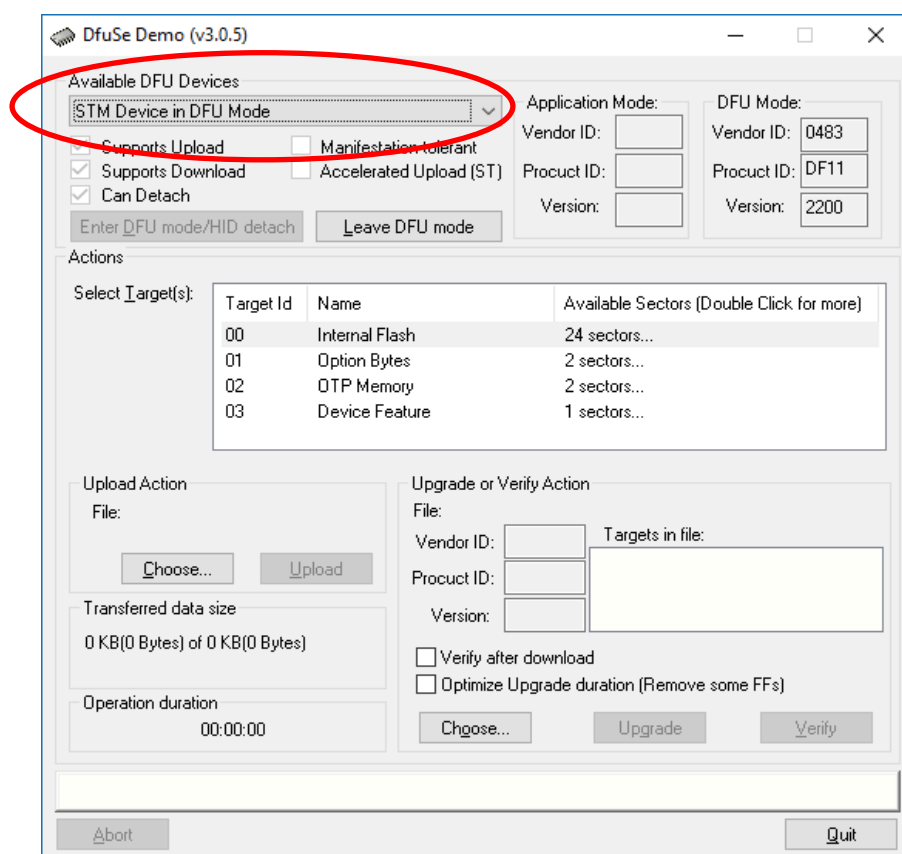 DfuSe Demo (v3.0.5)
Available DFU Devices
STM Device in DFU Mode
Supports Upload
Manifestation tolerant
Supports Download
Accelerated Upload (ST)
Can Detach
Enter DFU mode/HID detach
Leave DFU mode
Application Mode:
Vendor ID:
Procuct ID:
Version:
DFU Mode:
Vendor ID: 0483
Procuct ID: DF11
Version: 2200
Actions
Select Target(s):
Target Id Name Available Sectors (Double Click for more)
00 Internal Flash 24 sectors...
01 Option Bytes 2 sectors...
02 OTP Memory 2 sectors...
03 Device Feature 1 sectors...
Upload Action
File:
Choose... Upload
Transferred data size
0 KB(0 Bytes) of 0 KB(0 Bytes)
Operation duration
00:00:00
Upgrade or Verify Action
File:
Vendor ID:
Procuct ID:
Version:
Targets in file:
Verify after download
Optimize Upgrade duration (Remove some FFs)
Choose... Upgrade Verify
Abort Quit